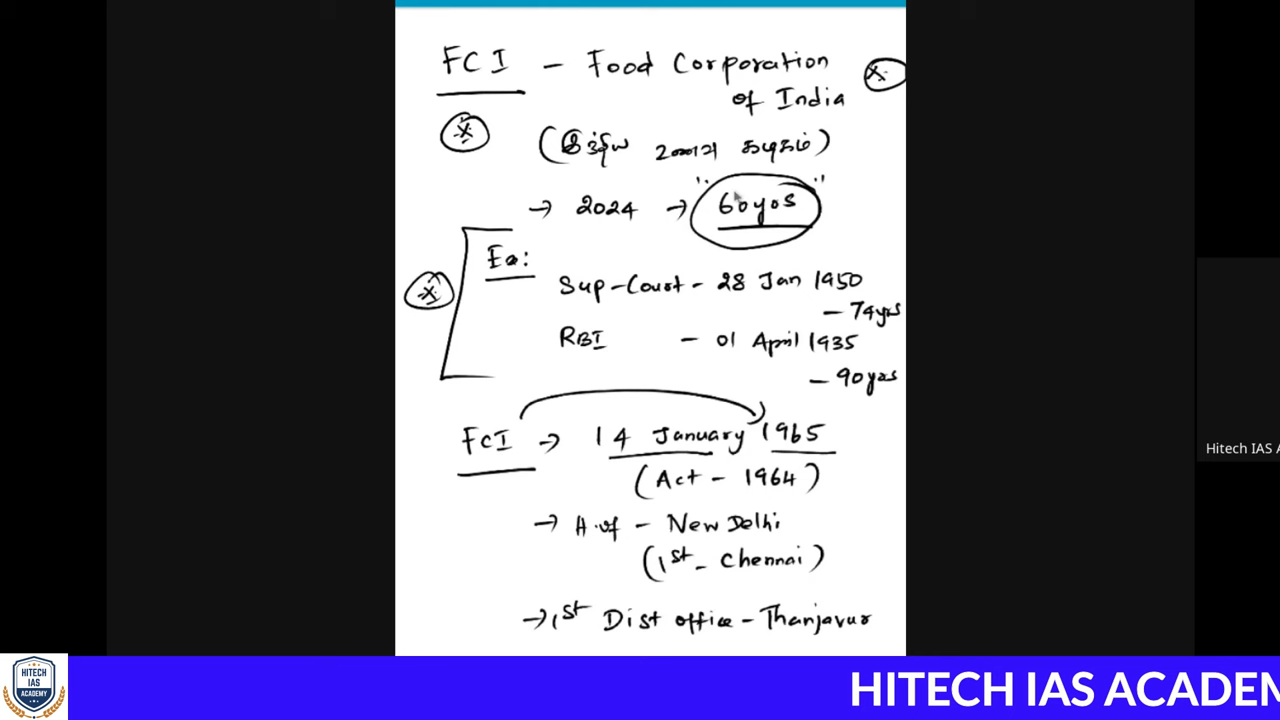 FCI - Food Corporation
of India
(இந்திய உணவு கழகம்)
→ 2024 → "60yrs"
Ex:
Sup-Court - 28 Jan 1950
- 74yrs
RBI - 01 April 1935
- 90yrs
FCI → 14 January 1965
(Act - 1964)
→ H.of - New Delhi
(1st - Chennai)
→ 1st Dist office - Thanjavur
Hitech IAS A
HITECH
IAS
ACADEMY
HITECH IAS ACADEM